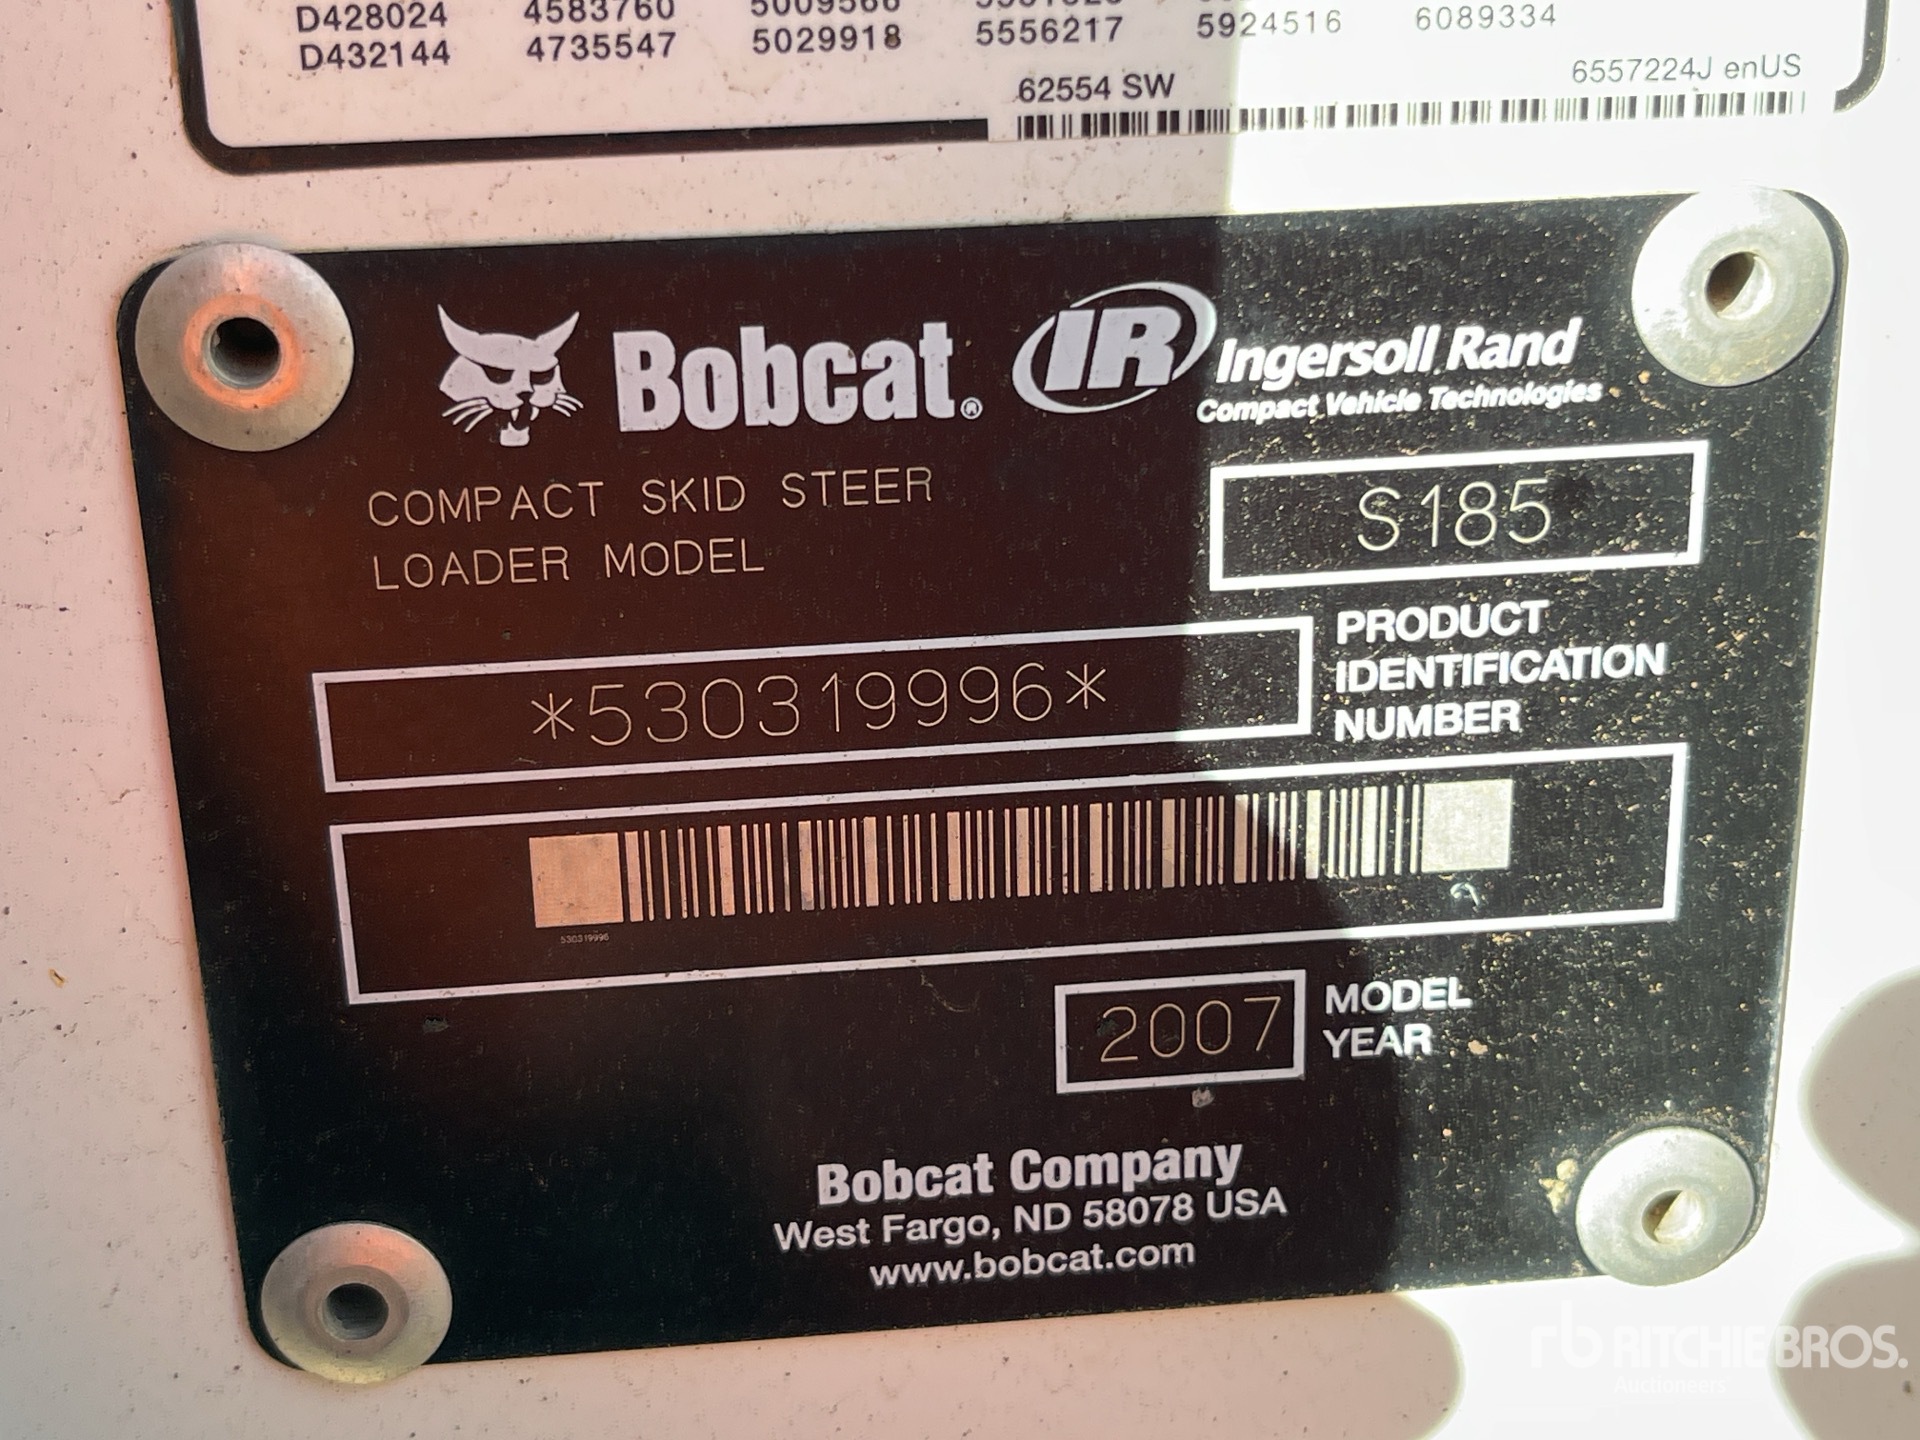 D428024 4583760 5009566
D432144 4735547 5029918 5556217 5924516 6089334
62554 SW 6557224J enUS
Bobcat® IR Ingersoll Rand
Compact Vehicle Technologies
COMPACT SKID STEER
LOADER MODEL
S185
*530319996*
PRODUCT
IDENTIFICATION
NUMBER
530319996
2007
MODEL
YEAR
Bobcat Company
West Fargo, ND 58078 USA
www.bobcat.com
rb RITCHIE BROS.
Auctioneers